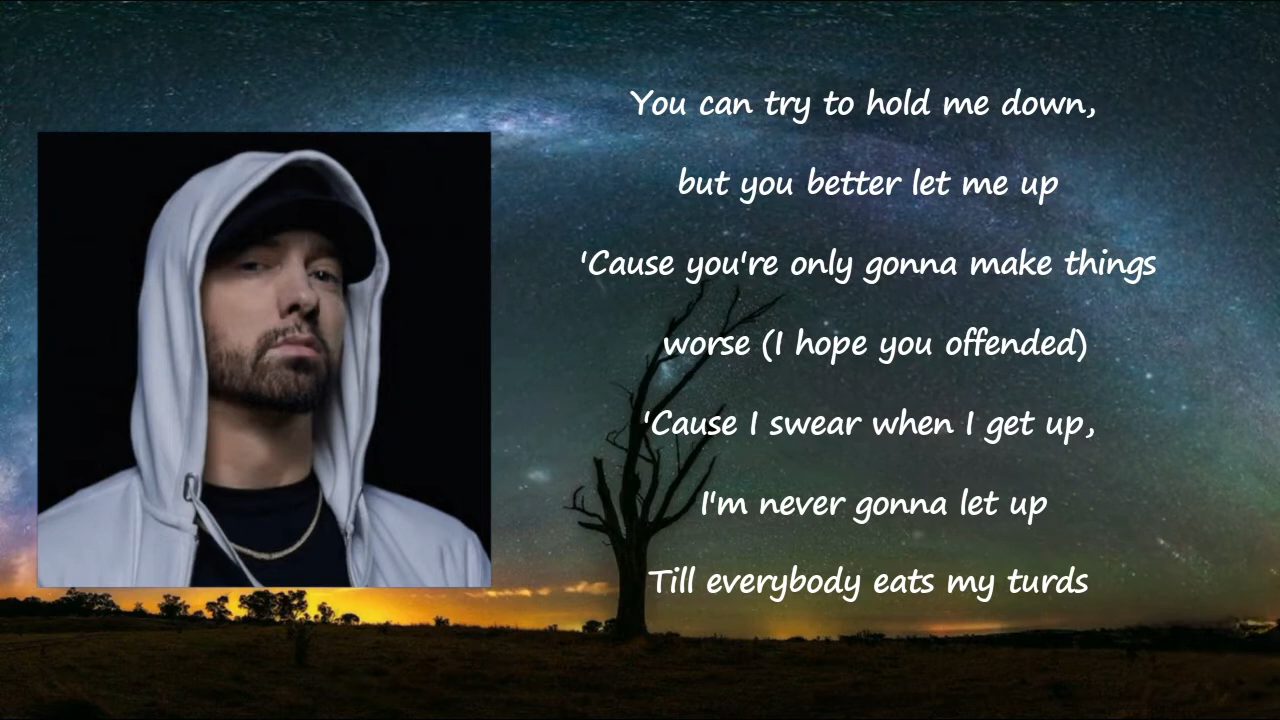 You can try to hold me down,
but you better let me up
'Cause you're only gonna make things
worse (I hope you offended)
'Cause I swear when I get up,
I'm never gonna let up
Till everybody eats my turds